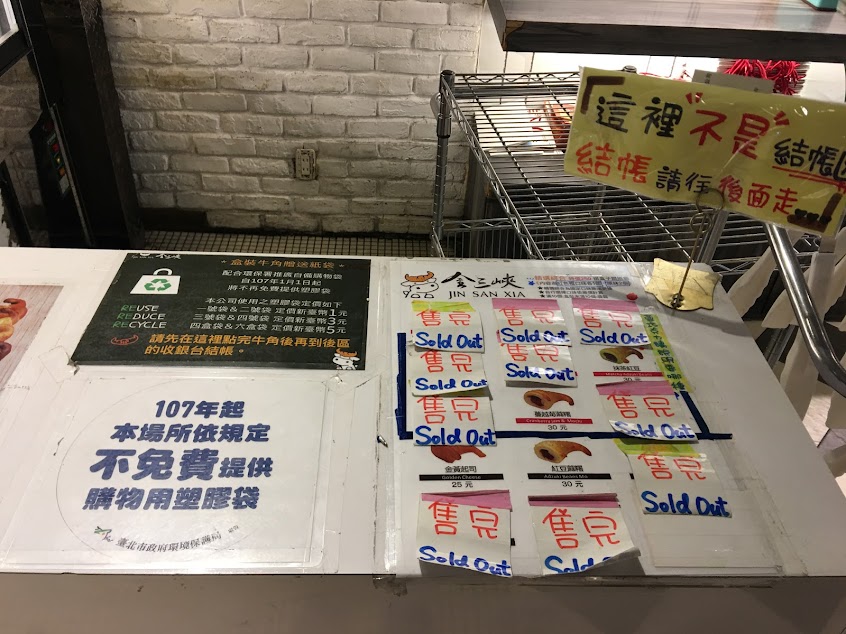 「這裡"不是"結帳區
結帳請往後面走
盒裝牛角贈送紙袋
配合環保署推廣自備購物袋
自107年1月1日起
將不再免費提供塑膠袋
本公司使用之塑膠袋定價如下
REUSE
REDUCE
RECYCLE
一號袋&二號袋 定價新臺幣1元
三號袋&四號袋 定價新臺幣3元
四盒袋&六盒袋 定價新臺幣5元
請先在這裡點完牛角後再到後區
的收銀台結帳。
107年起
本場所依規定
不免費提供
購物用塑膠袋
臺北市政府環境保護局
金三峽
JIN SAN XIA
售完
Sold Out
售完
Sold Out
售完
Sold Out
售完
Sold Out
售完
Sold Out
抹茶紅豆
30 元
售完
Sold Out
蔓越莓麻糬
30 元
售完
Sold Out
金黃起司
Golden Cheese
25 元
紅豆麻糬
30 元
售完
Sold Out
售完
Sold Out
售完
Sold Out